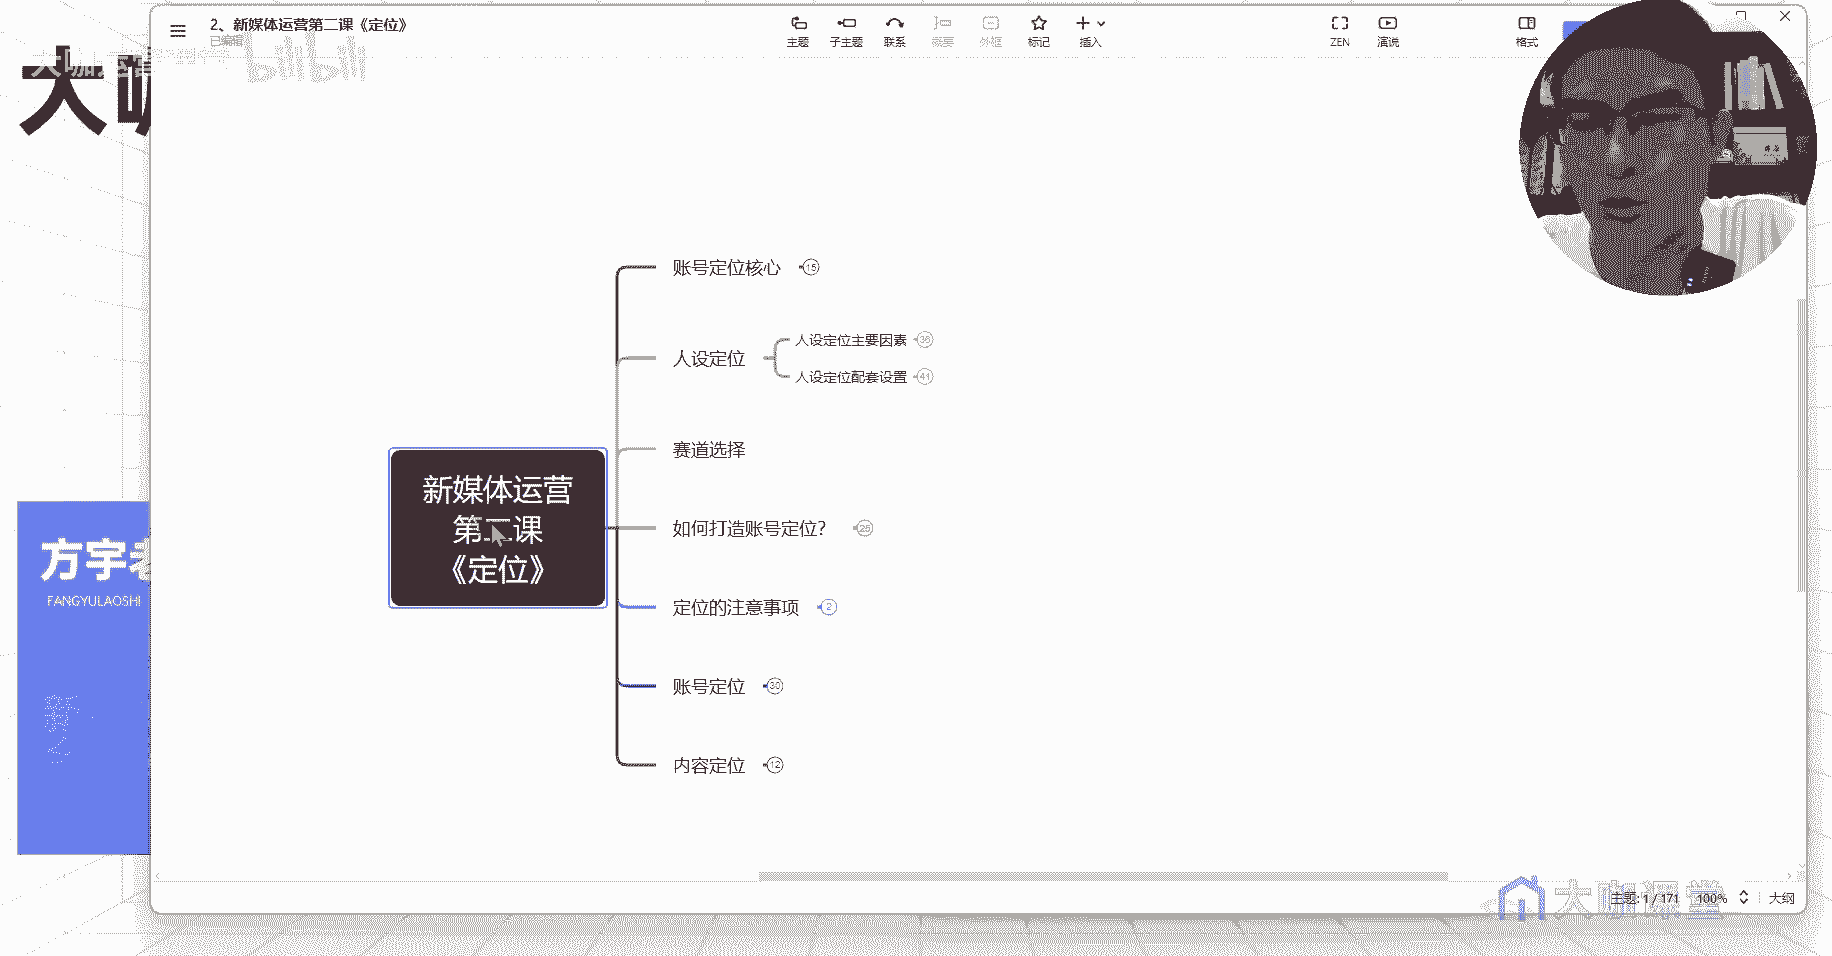 2、新媒体运营第二课《定位》
已编辑
主题
子主题
联系
概要
外框
标记
插入
ZEN
演说
格式
大咖运营
bilibili
大咖
账号定位核心 15
人设定位
人设定位主要因素 36
人设定位配套设置 41
赛道选择
新媒体运营
第二课
《定位》
如何打造账号定位? 25
定位的注意事项 2
账号定位 30
内容定位 12
方宇老
FANGYULAOSHI
大咖课堂
主题: 1 / 171
100%
大纲